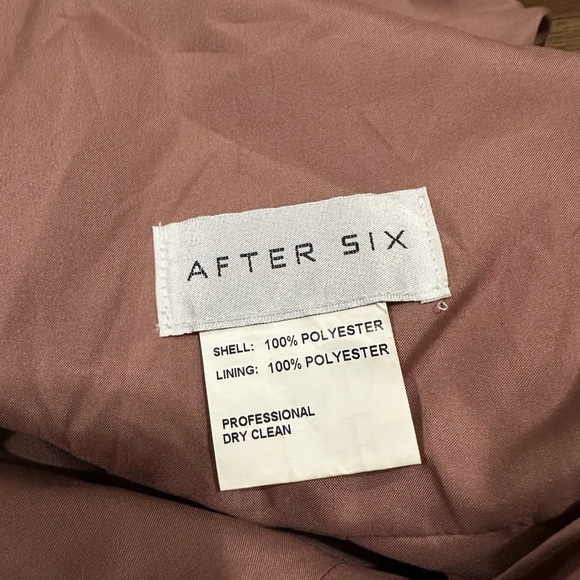 AFTER SIX
SHELL: 100% POLYESTER
LINING: 100% POLYESTER
PROFESSIONAL
DRY CLEAN